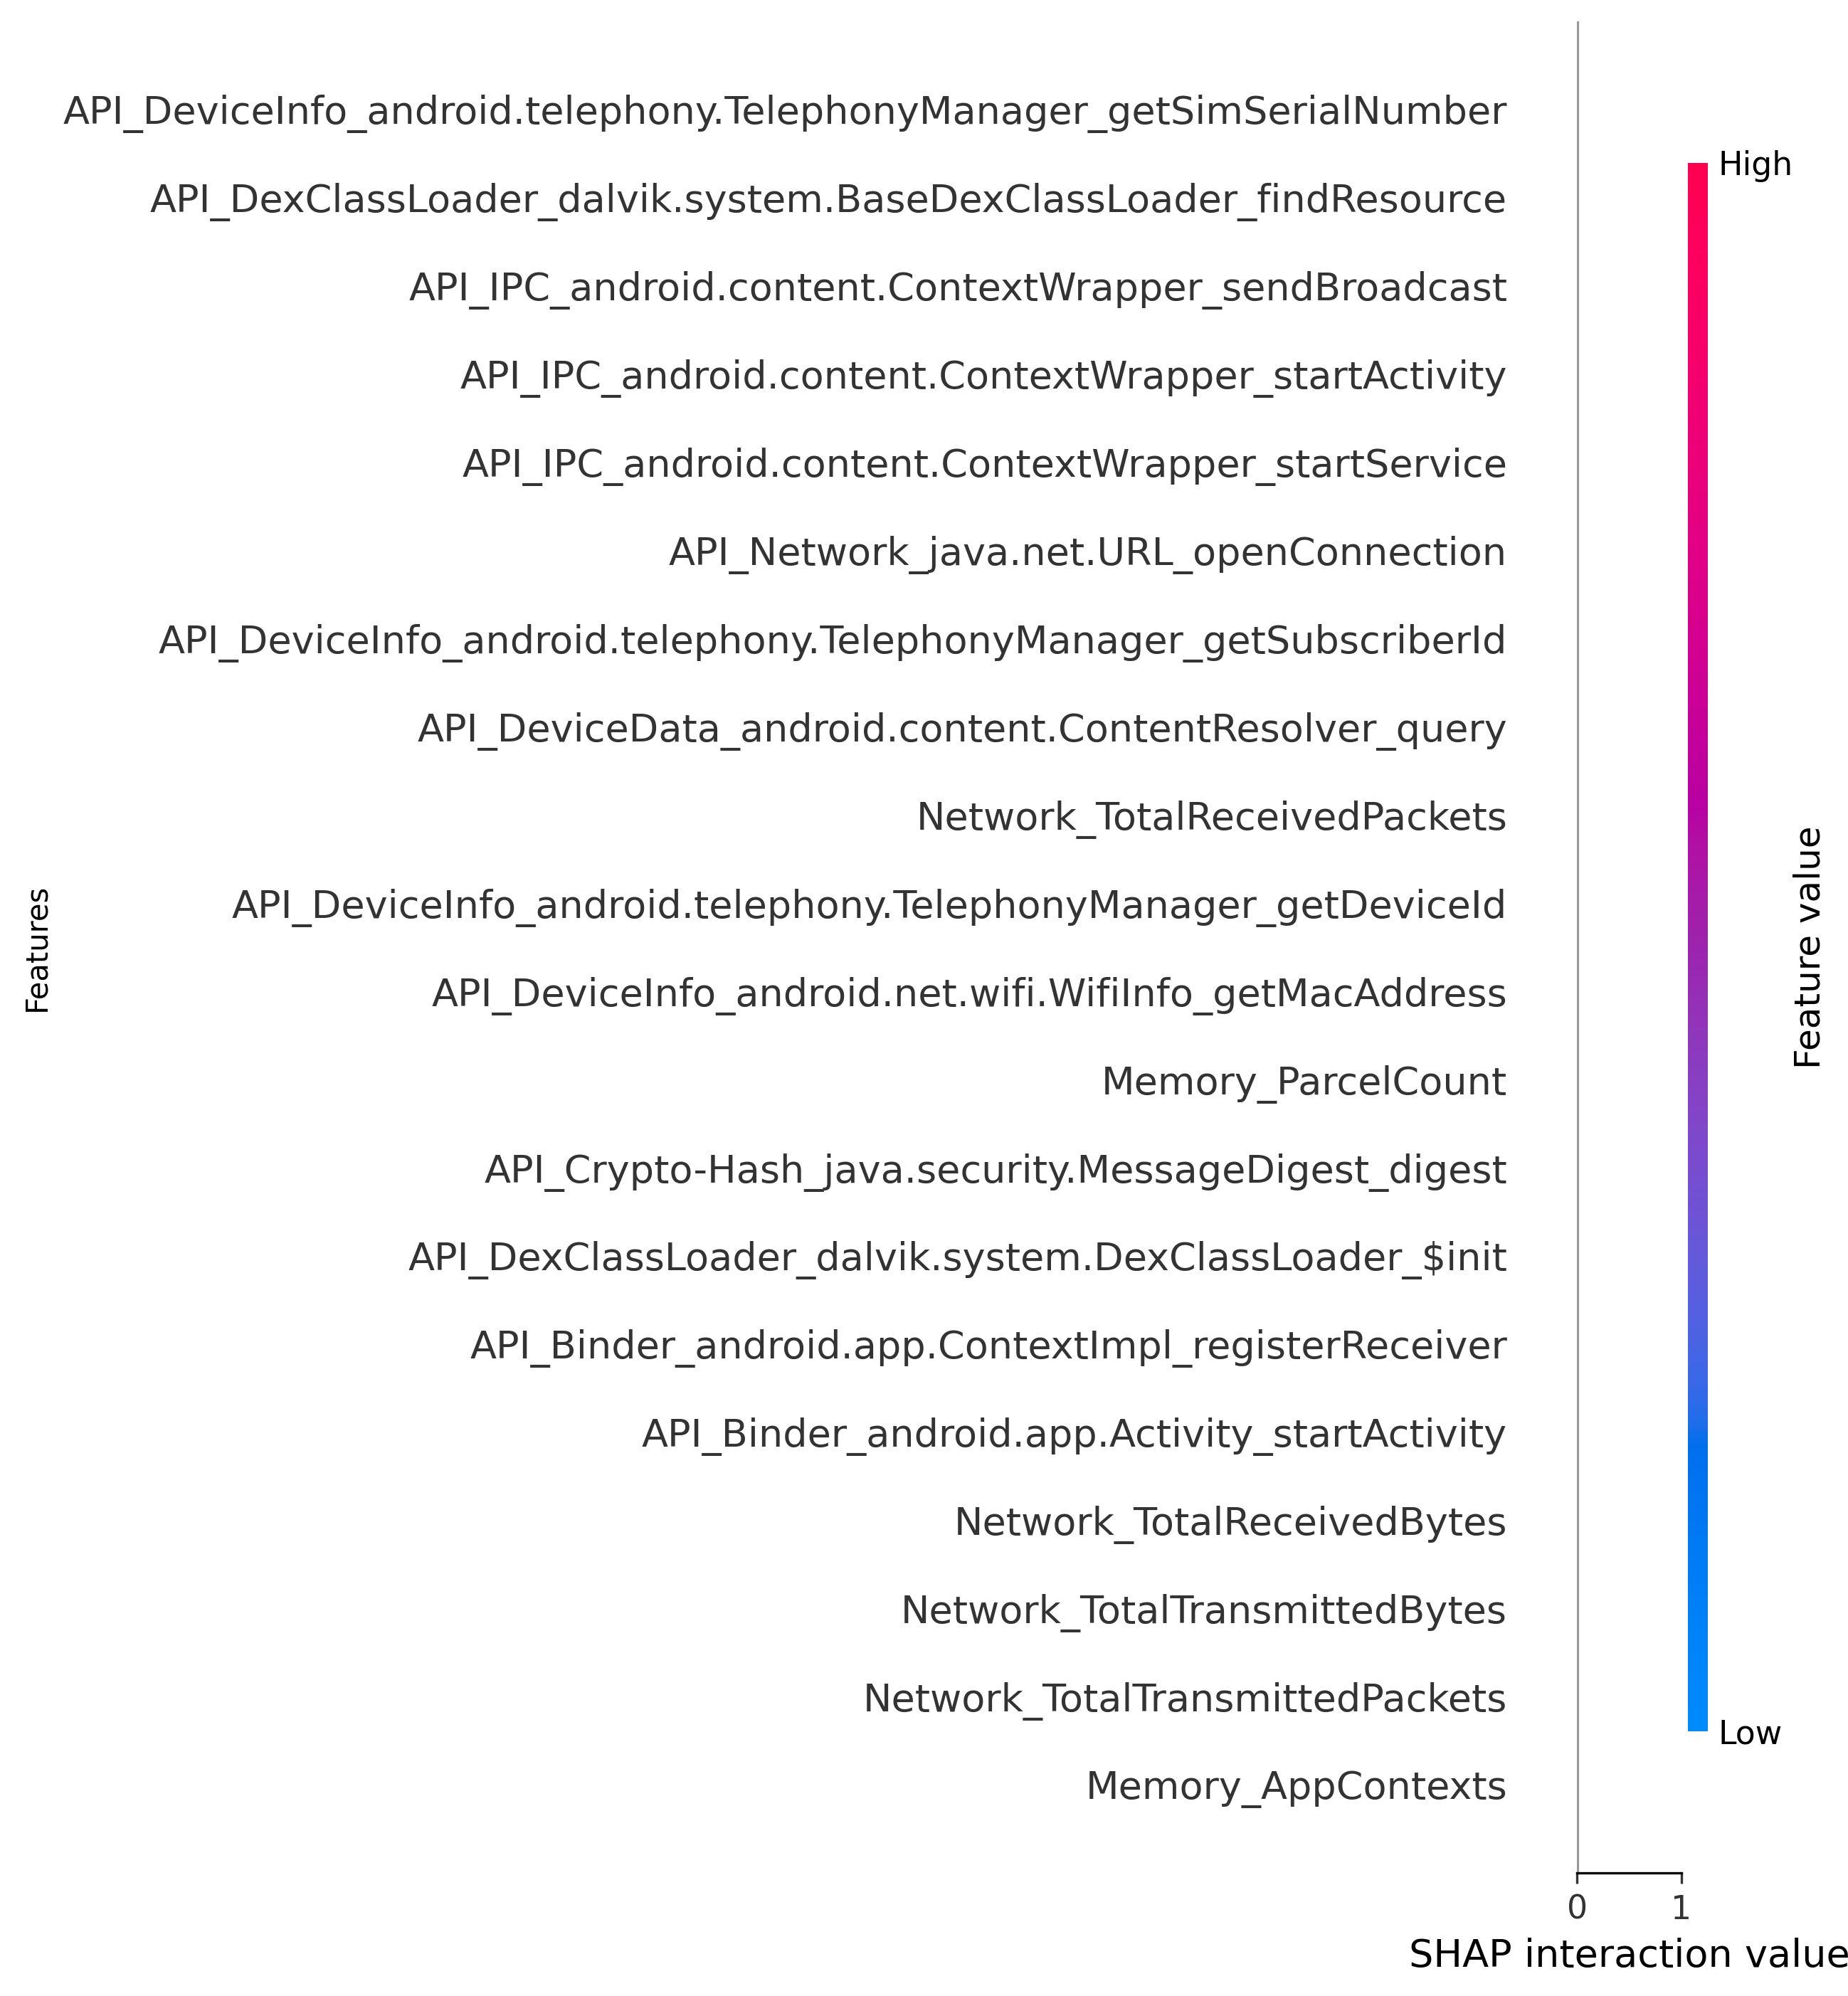 API_DeviceInfo_android.telephony.TelephonyManager_getSimSerialNumber
High
API_DexClassLoader_dalvik.system.BaseDexClassLoader_findResource
API_IPC_android.content.ContextWrapper_sendBroadcast
API_IPC_android.content.ContextWrapper_startActivity
API_IPC_android.content.ContextWrapper_startService
API_Network_java.net.URL_openConnection
API_DeviceInfo_android.telephony.TelephonyManager_getSubscriberId
API_DeviceData_android.content.ContentResolver_query
Network_TotalReceivedPackets
API_DeviceInfo_android.telephony.TelephonyManager_getDeviceId
Features
Feature value
API_DeviceInfo_android.net.wifi.WifiInfo_getMacAddress
Memory_ParcelCount
API_Crypto-Hash_java.security.MessageDigest_digest
API_DexClassLoader_dalvik.system.DexClassLoader_$init
API_Binder_android.app.ContextImpl_registerReceiver
API_Binder_android.app.Activity_startActivity
Network_TotalReceivedBytes
Network_TotalTransmittedBytes
Network_TotalTransmittedPackets
Low
Memory_AppContexts
0 1
SHAP interaction value